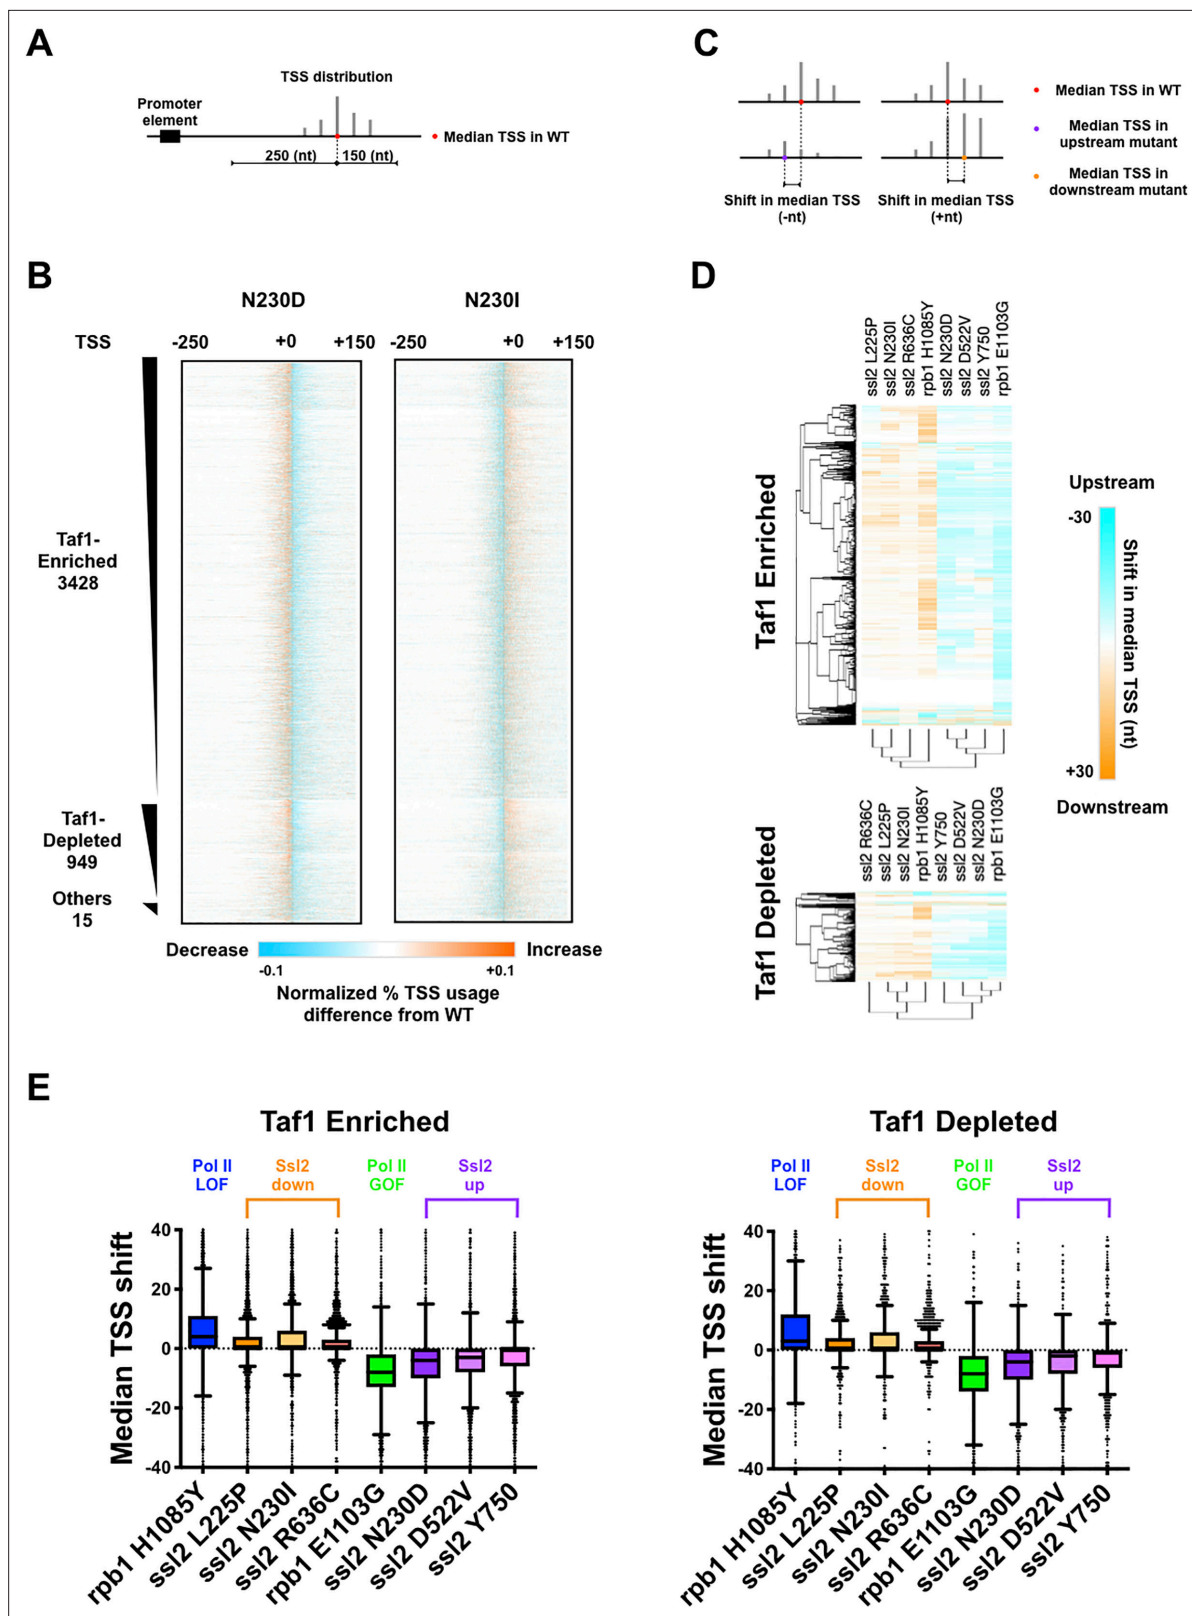 A
TSS distribution
Promoter
element
Median TSS in WT
250 (nt)
150 (nt)
C
Median TSS in WT
Median TSS in
upstream mutant
Median TSS in
downstream mutant
Shift in median TSS
(-nt)
Shift in median TSS
(+nt)
B
N230D
N230I
TSS
-250
+0
+150
-250
+0
+150
Taf1-
Enriched
3428
Taf1-
Depleted
949
Others
15
Decrease
Increase
-0.1
+0.1
Normalized % TSS usage
difference from WT
D
ssl2 L225P
ssl2 N230I
ssl2 R636C
rpb1 H1085Y
ssl2 N230D
ssl2 D522V
ssl2 Y750
rpb1 E1103G
Taf1 Enriched
Upstream
-30
Shift in median TSS (nt)
+30
Downstream
ssl2 R636C
ssl2 L225P
ssl2 N230I
rpb1 H1085Y
ssl2 Y750
ssl2 D522V
ssl2 N230D
rpb1 E1103G
Taf1 Depleted
E
Taf1 Enriched
Pol II
LOF
Ssl2
down
Pol II
GOF
Ssl2
up
Median TSS shift
40
20
0
-20
-40
rpb1 H1085Y
ssl2 L225P
ssl2 N230I
ssl2 R636C
rpb1 E1103G
ssl2 N230D
ssl2 D522V
ssl2 Y750
Taf1 Depleted
Pol II
LOF
Ssl2
down
Pol II
GOF
Ssl2
up
Median TSS shift
40
20
0
-20
-40
rpb1 H1085Y
ssl2 L225P
ssl2 N230I
ssl2 R636C
rpb1 E1103G
ssl2 N230D
ssl2 D522V
ssl2 Y750